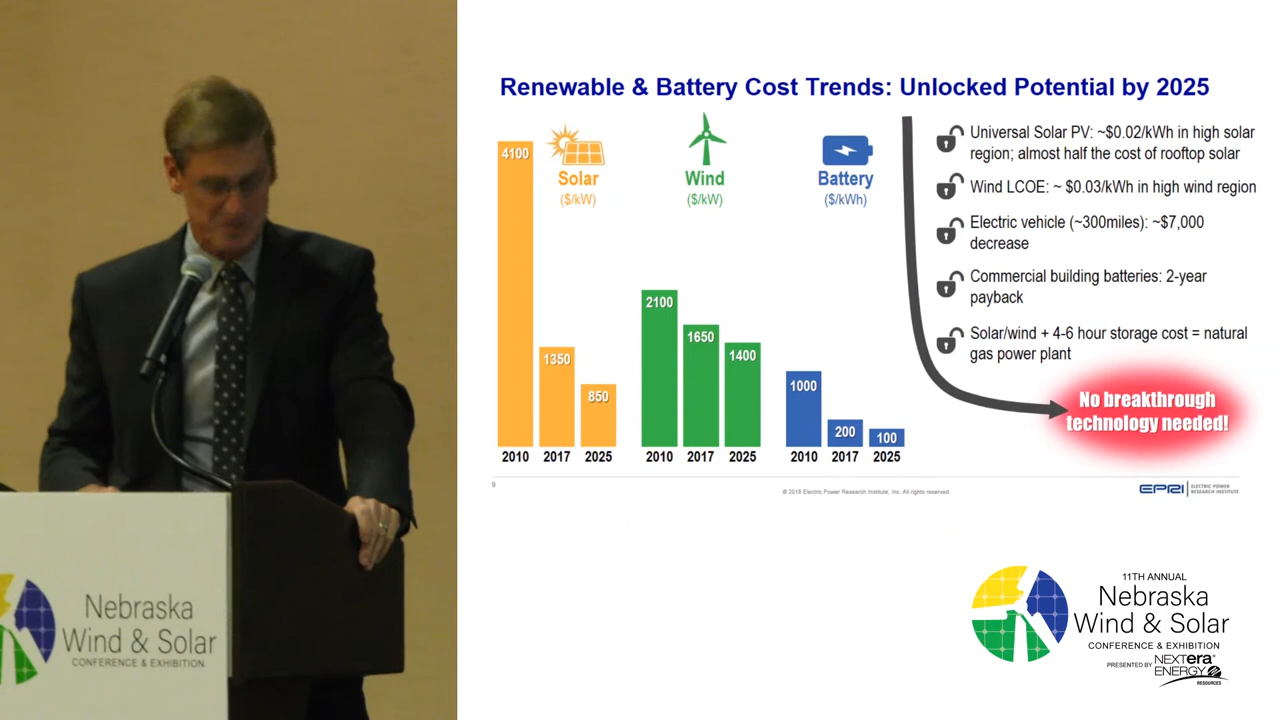 Renewable & Battery Cost Trends: Unlocked Potential by 2025
4100
1350
850
2010
2017
2025
Solar
($/kW)
2100
1650
1400
2010
2017
2025
Wind
($/kW)
1000
200
100
2010
2017
2025
Battery
($/kWh)
Universal Solar PV: ~$0.02/kWh in high solar
region; almost half the cost of rooftop solar
Wind LCOE: ~ $0.03/kWh in high wind region
Electric vehicle (~300miles): ~$7,000
decrease
Commercial building batteries: 2-year
payback
Solar/wind + 4-6 hour storage cost = natural
gas power plant
No breakthrough
technology needed!
9
© 2018 Electric Power Research Institute, Inc. All rights reserved.
EPRI
ELECTRIC POWER
RESEARCH INSTITUTE
Nebraska
Wind & Solar
CONFERENCE & EXHIBITION
11TH ANNUAL
Nebraska
Wind & Solar
CONFERENCE & EXHIBITION
PRESENTED BY
NEXTera
ENERGY
RESOURCES